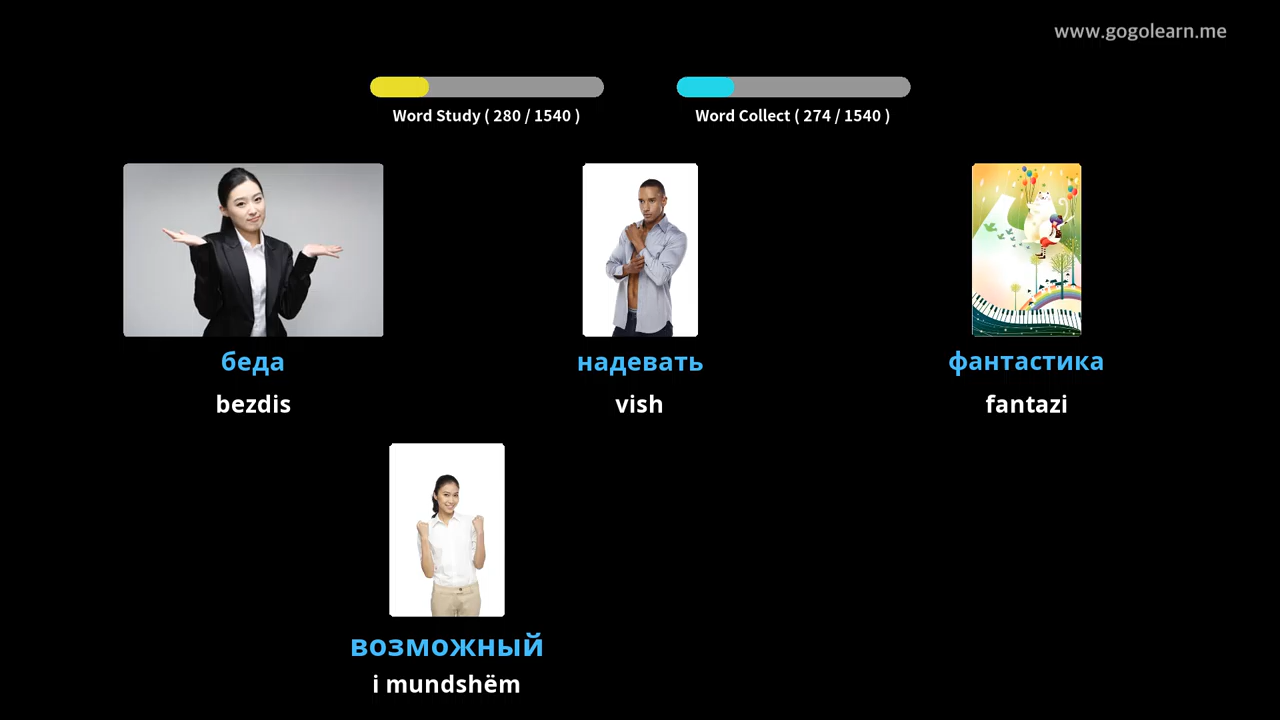 www.gogolearn.me
Word Study ( 280 / 1540 )
Word Collect ( 274 / 1540 )
беда
надевать
фантастика
bezdis
vish
fantazi
возможный
i mundshëm